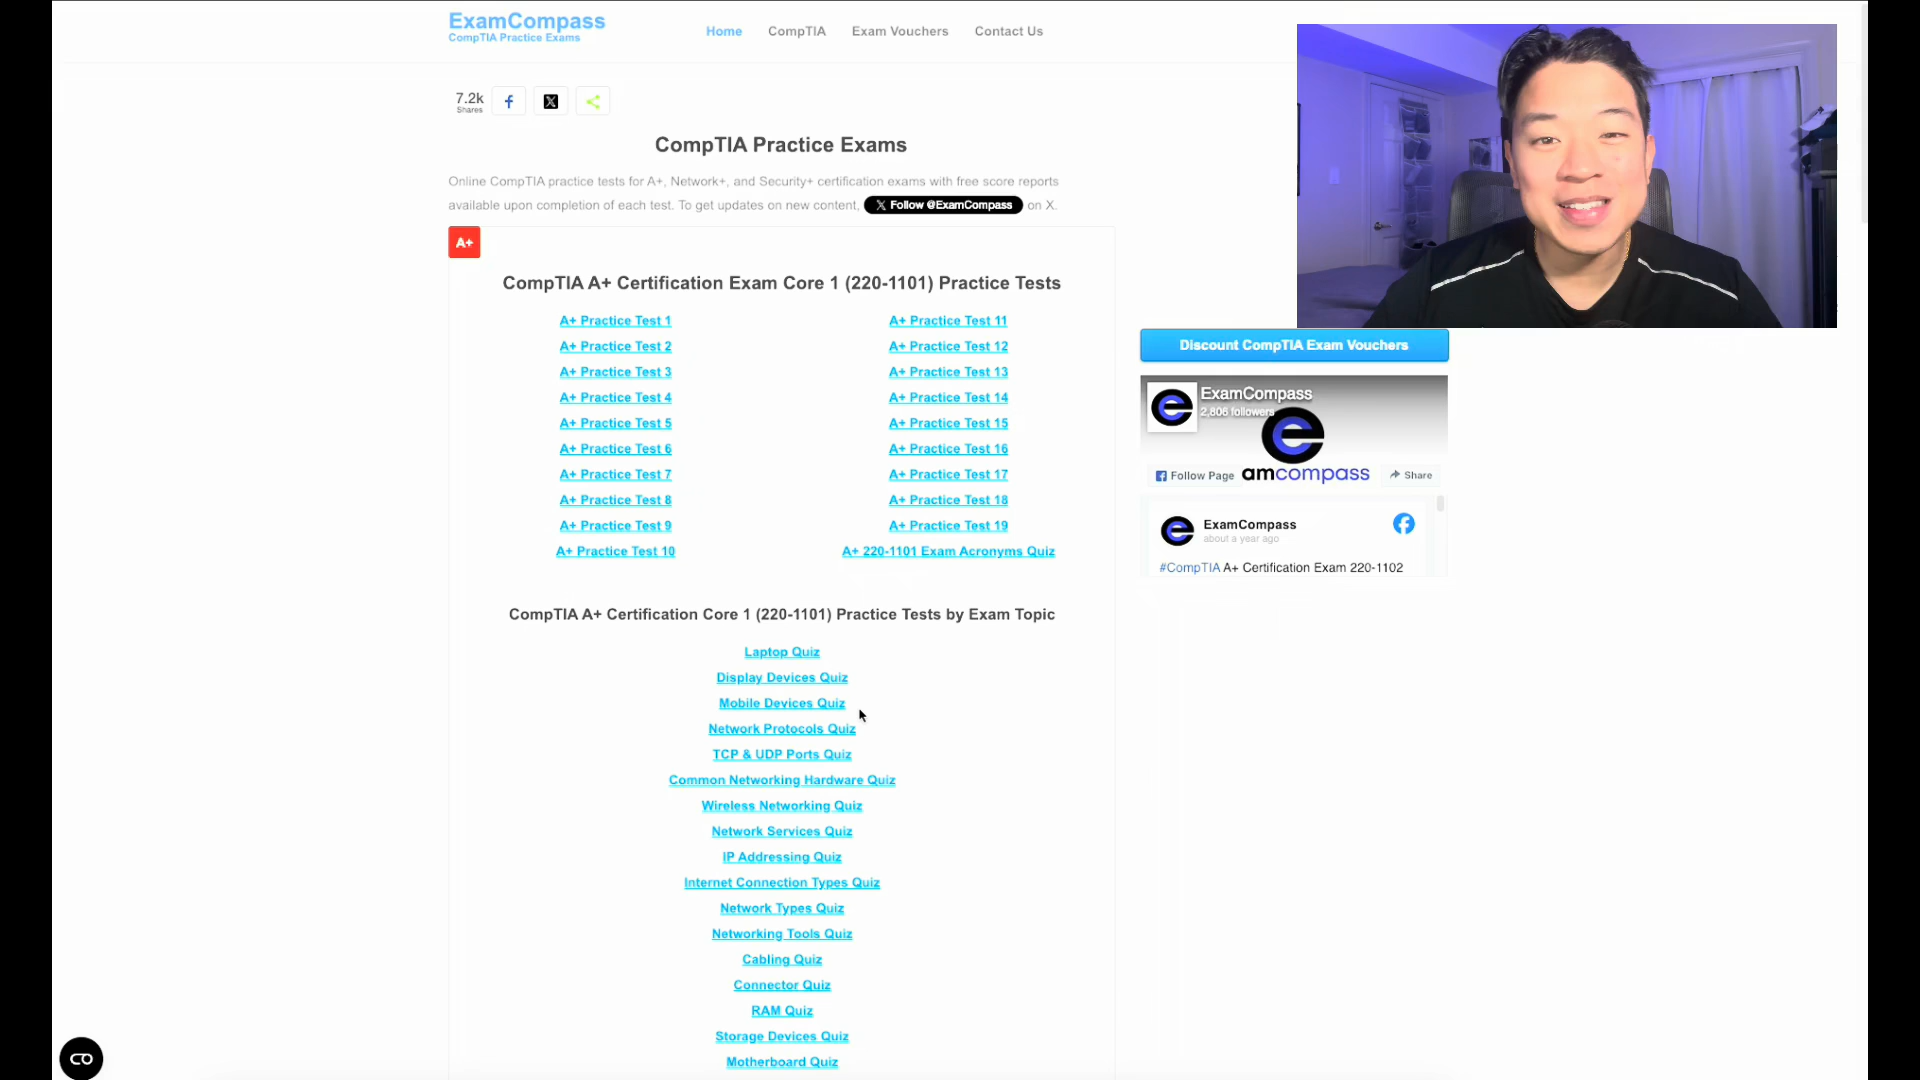 ExamCompass
CompTIA Practice Exams
Home
CompTIA
Exam Vouchers
Contact Us
7.2k
Shares
CompTIA Practice Exams
Online CompTIA practice tests for A+, Network+, and Security+ certification exams with free score reports
available upon completion of each test. To get updates on new content, Follow @ExamCompass on X.
A+
CompTIA A+ Certification Exam Core 1 (220-1101) Practice Tests
A+ Practice Test 1
A+ Practice Test 2
A+ Practice Test 3
A+ Practice Test 4
A+ Practice Test 5
A+ Practice Test 6
A+ Practice Test 7
A+ Practice Test 8
A+ Practice Test 9
A+ Practice Test 10
A+ Practice Test 11
A+ Practice Test 12
A+ Practice Test 13
A+ Practice Test 14
A+ Practice Test 15
A+ Practice Test 16
A+ Practice Test 17
A+ Practice Test 18
A+ Practice Test 19
A+ 220-1101 Exam Acronyms Quiz
CompTIA A+ Certification Core 1 (220-1101) Practice Tests by Exam Topic
Laptop Quiz
Display Devices Quiz
Mobile Devices Quiz
Network Protocols Quiz
TCP & UDP Ports Quiz
Common Networking Hardware Quiz
Wireless Networking Quiz
Network Services Quiz
IP Addressing Quiz
Internet Connection Types Quiz
Network Types Quiz
Networking Tools Quiz
Cabling Quiz
Connector Quiz
RAM Quiz
Storage Devices Quiz
Motherboard Quiz
Discount CompTIA Exam Vouchers
ExamCompass
2,806 followers
amcompass
Follow Page
Share
ExamCompass
about a year ago
#CompTIA A+ Certification Exam 220-1102